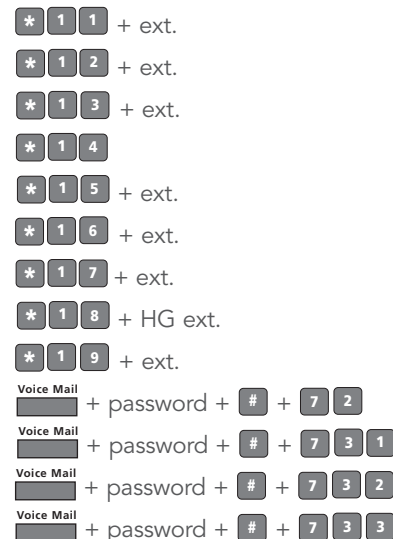 * 1 1 + ext.
* 1 2 + ext.
* 1 3 + ext.
* 1 4
* 1 5 + ext.
* 1 6 + ext.
* 1 7 + ext.
* 1 8 + HG ext.
* 1 9 + ext.
Voice Mail
+ password + # + 7 2
Voice Mail
+ password + # + 7 3 1
Voice Mail
+ password + # + 7 3 2
Voice Mail
+ password + # + 7 3 3